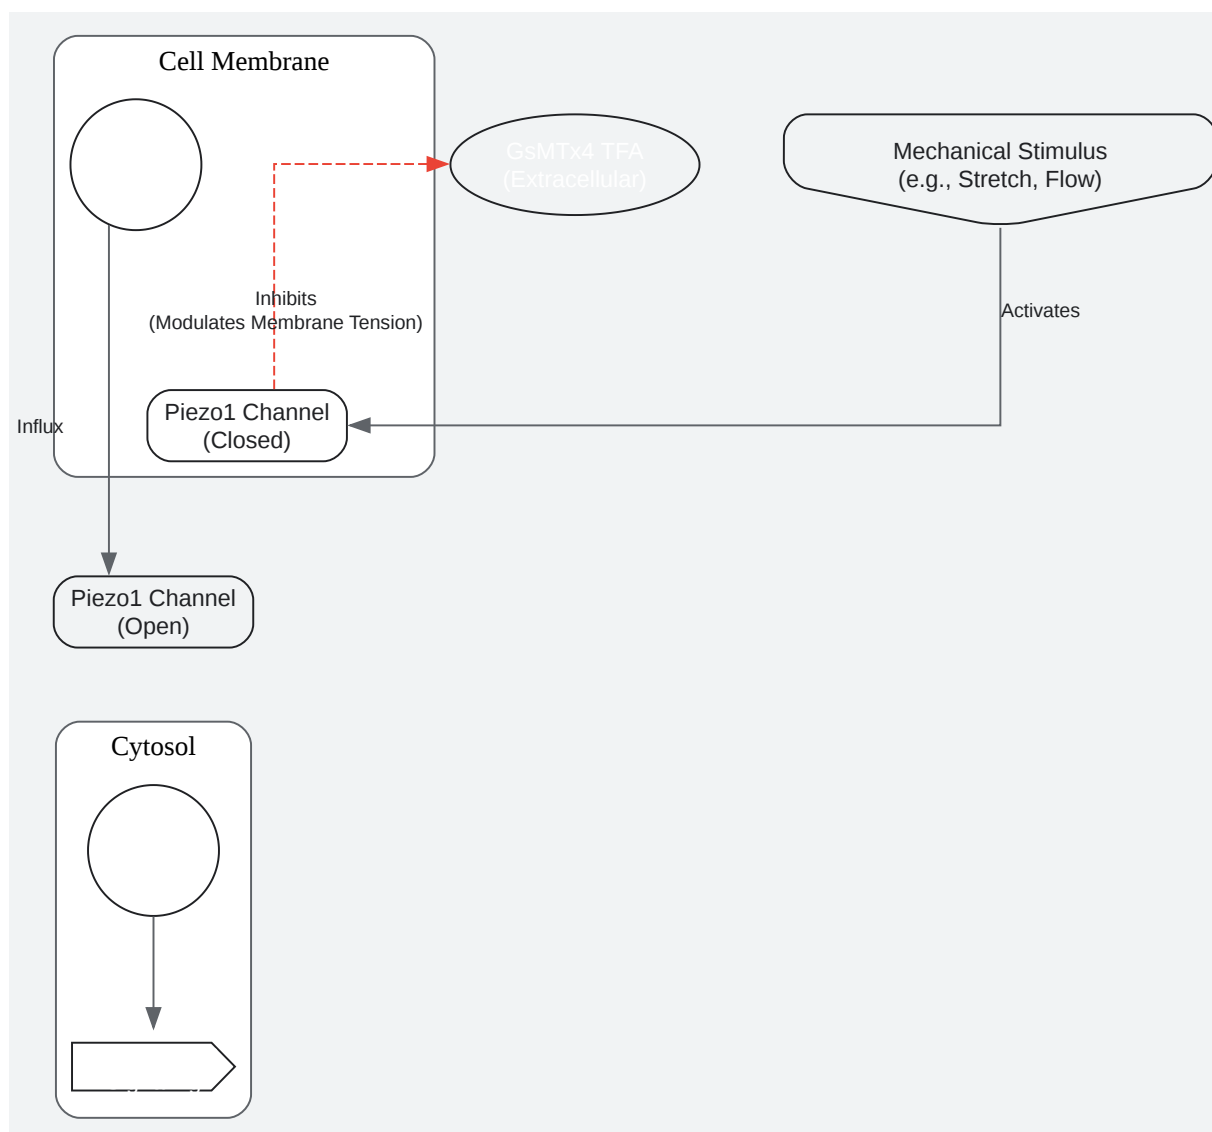 Cell Membrane
GsMTx4 TFA
(Extracellular)
Mechanical Stimulus
(e.g., Stretch, Flow)
Inhibits
(Modulates Membrane Tension)
Activates
Piezo1 Channel
(Closed)
Influx
Piezo1 Channel
(Open)
Cytosol